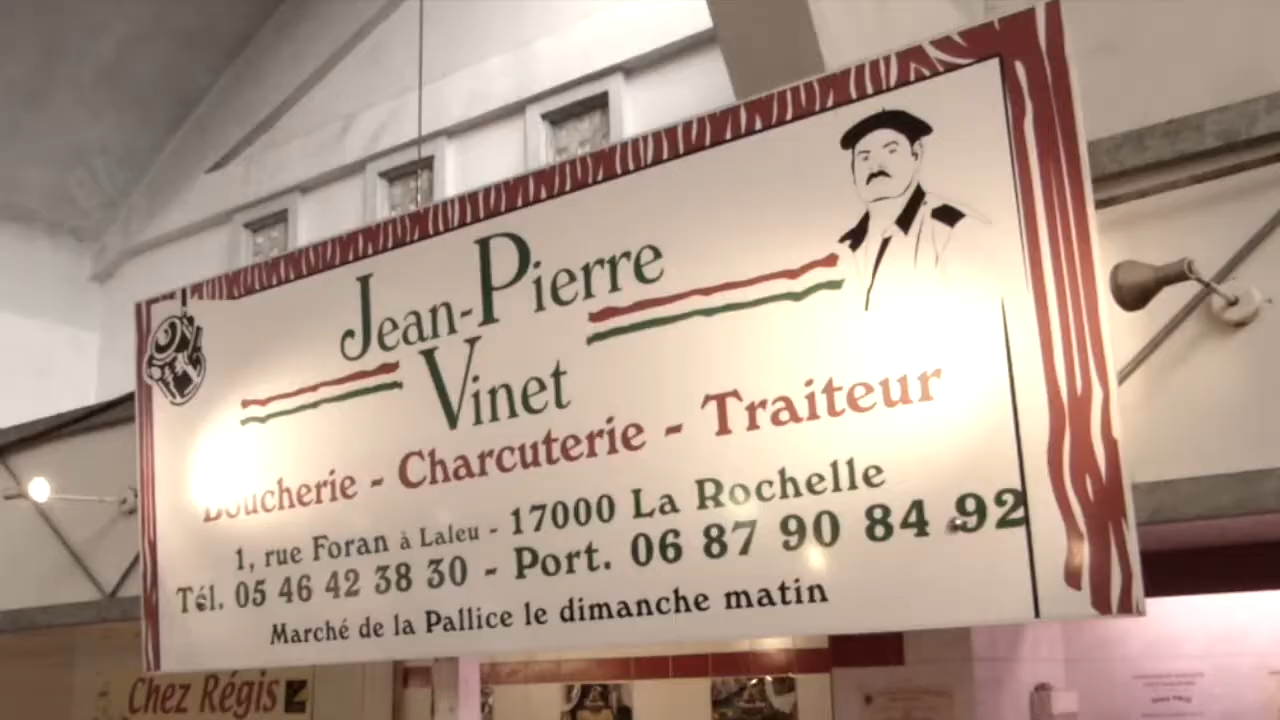 Jean-Pierre
Vinet
Boucherie - Charcuterie - Traiteur
1, rue Foran à Laleu - 17000 La Rochelle
Tél. 05 46 42 38 30 - Port. 06 87 90 84 92
Marché de la Pallice le dimanche matin
Chez Régis